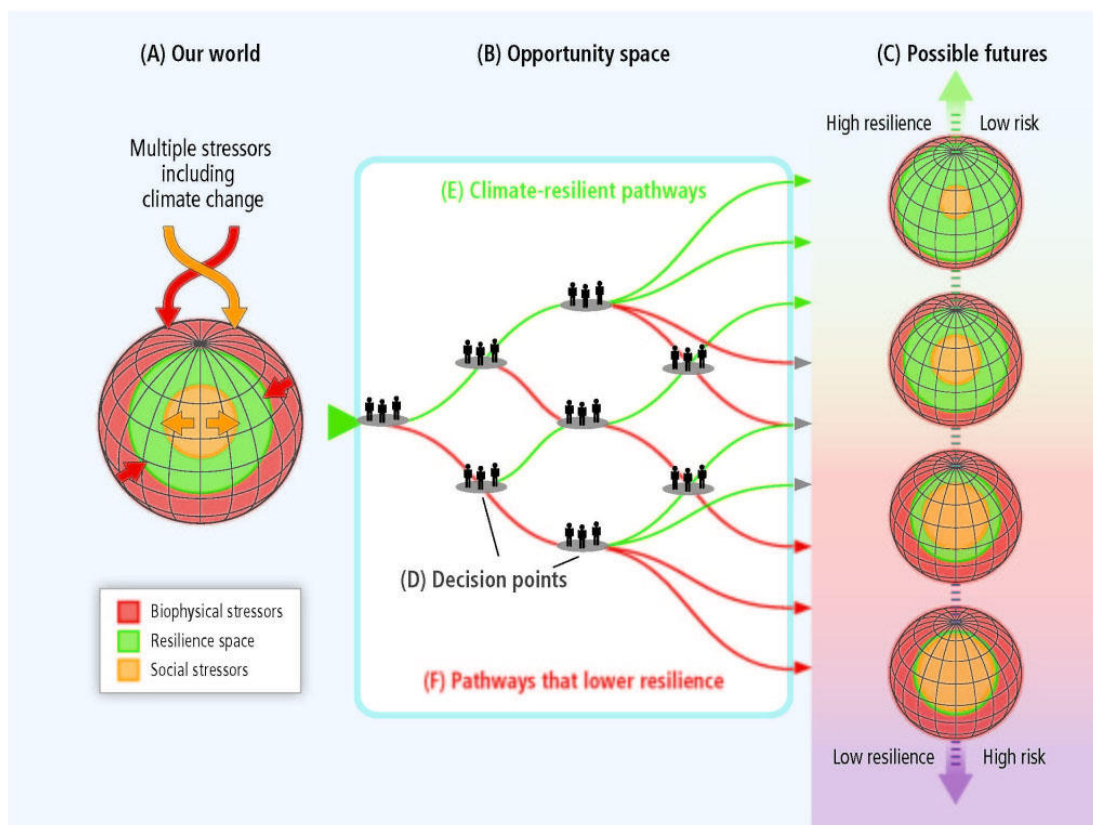 (A) Our world
(B) Opportunity space
(C) Possible futures
Multiple stressors
including
climate change
(E) Climate-resilient pathways
High resilience
Low risk
(D) Decision points
Biophysical stressors
Resilience space
Social stressors
(F) Pathways that lower resilience
Low resilience
High risk